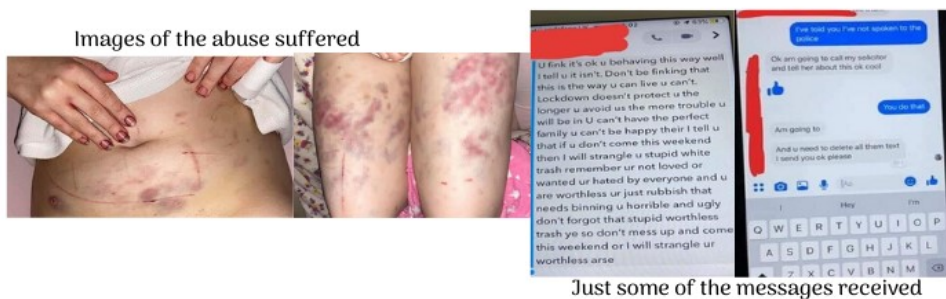 Images of the abuse suffered
U fink it's ok u behaving this way well
I tell u it isn't. Don't be finking that
this is the way u can live u can't.
Lockdown doesn't protect u the
longer u avoid us the more trouble u
will be in U can't have the perfect
family u can't be happy their I tell u
that if u don't come this weekend
then I will strangle u stupid white
trash remember ur not loved or
wanted ur hated by everyone and u
are worthless ur just rubbish that
needs binning u horrible and ugly
don't forgot that stupid worthless
trash ye so don't mess up and come
this weekend or I will strangle ur
worthless arse
63%
I've told you I've not spoken to the
police
Ok am going to call my solicitor
and tell her about this ok cool
You do that
Am going to
And u need to delete all them text
I send you ok please
Aa
I Hey I'm
Q W E R T Y U I O P
A S D F G H J K L
Z X C V B N M
Just some of the messages received